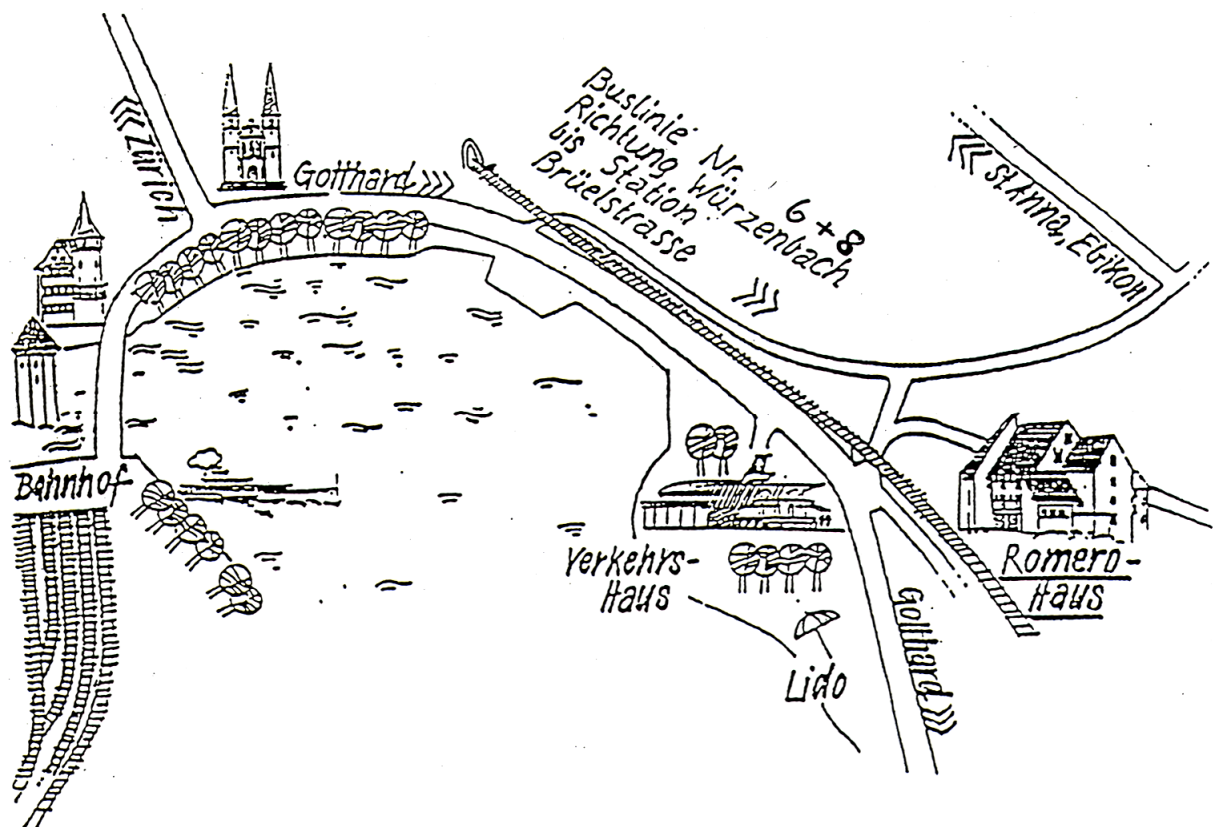 Zürich
Gotthard
Buslinie Nr. 6 + 8
Richtung Würzenbach
bis Station
Brüelstrasse
St. Anna, EGiKOH
Bahnhof
Verkehrs-
Haus
Romero-
Haus
Lido
Gotthard